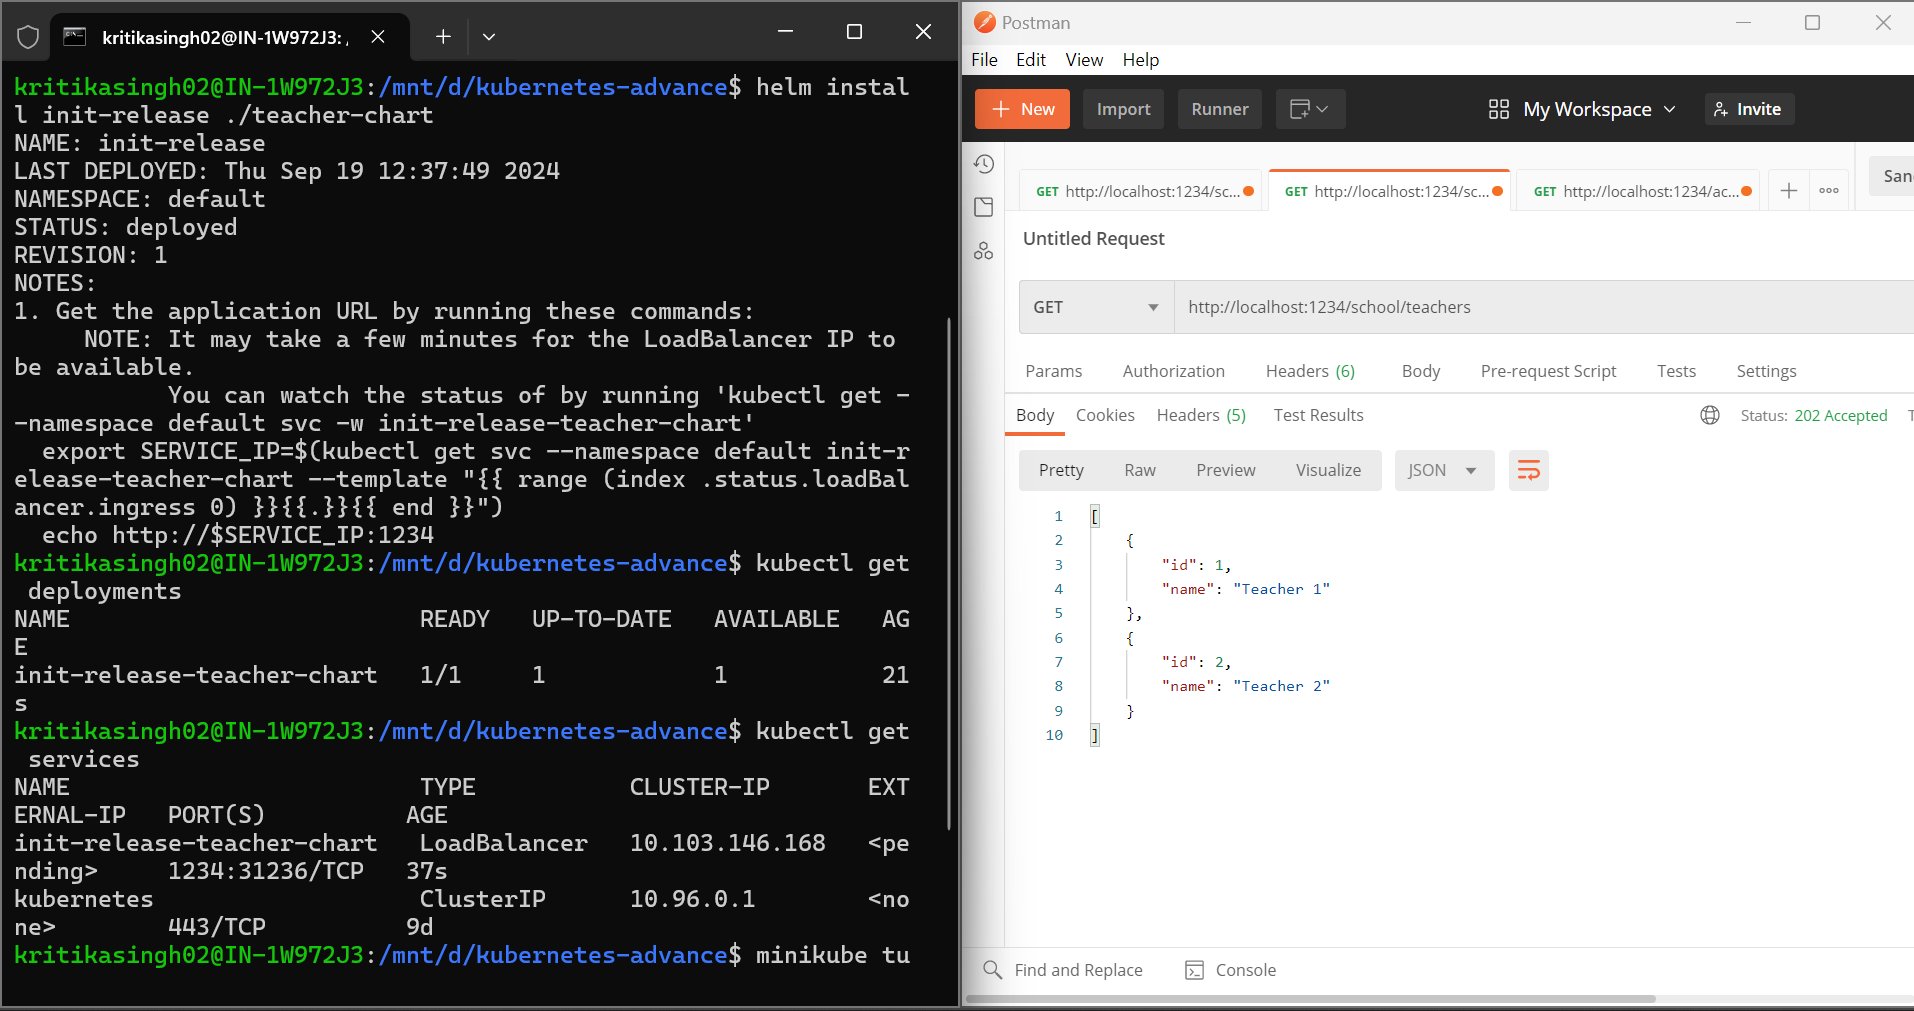 kritikasingh02@IN-1W972J3: ,
kritikasingh02@IN-1W972J3:/mnt/d/kubernetes-advance$ helm instal
l init-release ./teacher-chart
NAME: init-release
LAST DEPLOYED: Thu Sep 19 12:37:49 2024
NAMESPACE: default
STATUS: deployed
REVISION: 1
NOTES:
1. Get the application URL by running these commands:
NOTE: It may take a few minutes for the LoadBalancer IP to
be available.
You can watch the status of by running 'kubectl get -
-namespace default svc -w init-release-teacher-chart'
export SERVICE_IP=$(kubectl get svc --namespace default init-r
elease-teacher-chart --template "{{ range (index .status.loadBal
ancer.ingress 0) }}{{.}}{{ end }}")
echo http://$SERVICE_IP:1234
kritikasingh02@IN-1W972J3:/mnt/d/kubernetes-advance$ kubectl get
deployments
NAME READY UP-TO-DATE AVAILABLE AG
E
init-release-teacher-chart 1/1 1 1 21
s
kritikasingh02@IN-1W972J3:/mnt/d/kubernetes-advance$ kubectl get
services
NAME TYPE CLUSTER-IP EXT
ERNAL-IP PORT(S) AGE
init-release-teacher-chart LoadBalancer 10.103.146.168 <pe
nding> 1234:31236/TCP 37s
kubernetes ClusterIP 10.96.0.1 <no
ne> 443/TCP 9d
kritikasingh02@IN-1W972J3:/mnt/d/kubernetes-advance$ minikube tu
Postman
File Edit View Help
New Import Runner My Workspace Invite
GET http://localhost:1234/sc... GET http://localhost:1234/sc... GET http://localhost:1234/ac... San
Untitled Request
GET http://localhost:1234/school/teachers
Params Authorization Headers (6) Body Pre-request Script Tests Settings
Body Cookies Headers (5) Test Results Status: 202 Accepted T
Pretty Raw Preview Visualize JSON
1 [
2 {
3 "id": 1,
4 "name": "Teacher 1"
5 },
6 {
7 "id": 2,
8 "name": "Teacher 2"
9 }
10 ]
Find and Replace Console